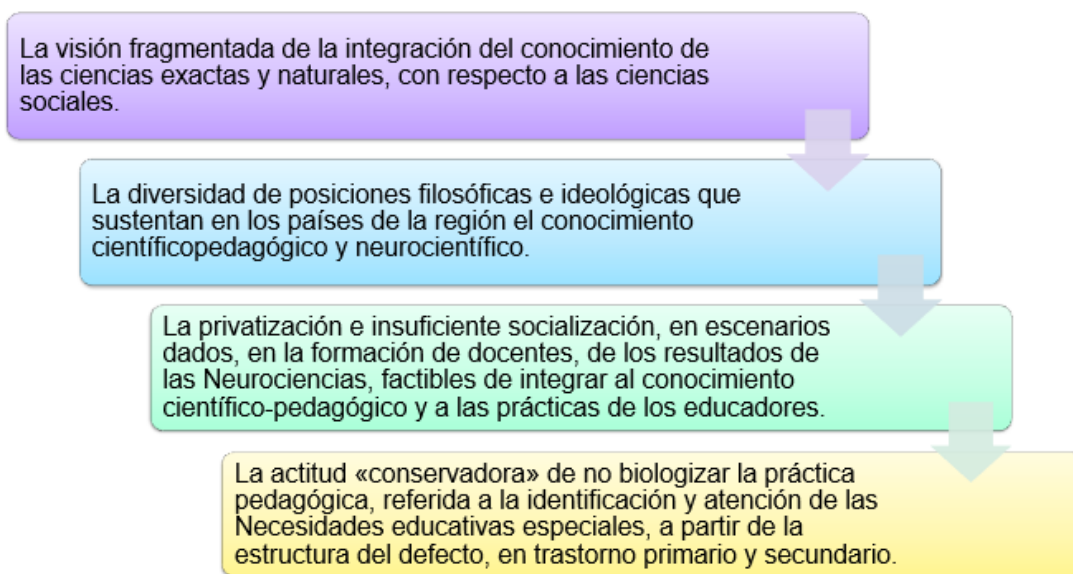 La visión fragmentada de la integración del conocimiento de
las ciencias exactas y naturales, con respecto a las ciencias
sociales.
La diversidad de posiciones filosóficas e ideológicas que
sustentan en los países de la región el conocimiento
científicopedagógico y neurocientífico.
La privatización e insuficiente socialización, en escenarios
dados, en la formación de docentes, de los resultados de
las Neurociencias, factibles de integrar al conocimiento
científico-pedagógico y a las prácticas de los educadores.
La actitud «conservadora» de no biologizar la práctica
pedagógica, referida a la identificación y atención de las
Necesidades educativas especiales, a partir de la
estructura del defecto, en trastorno primario y secundario.